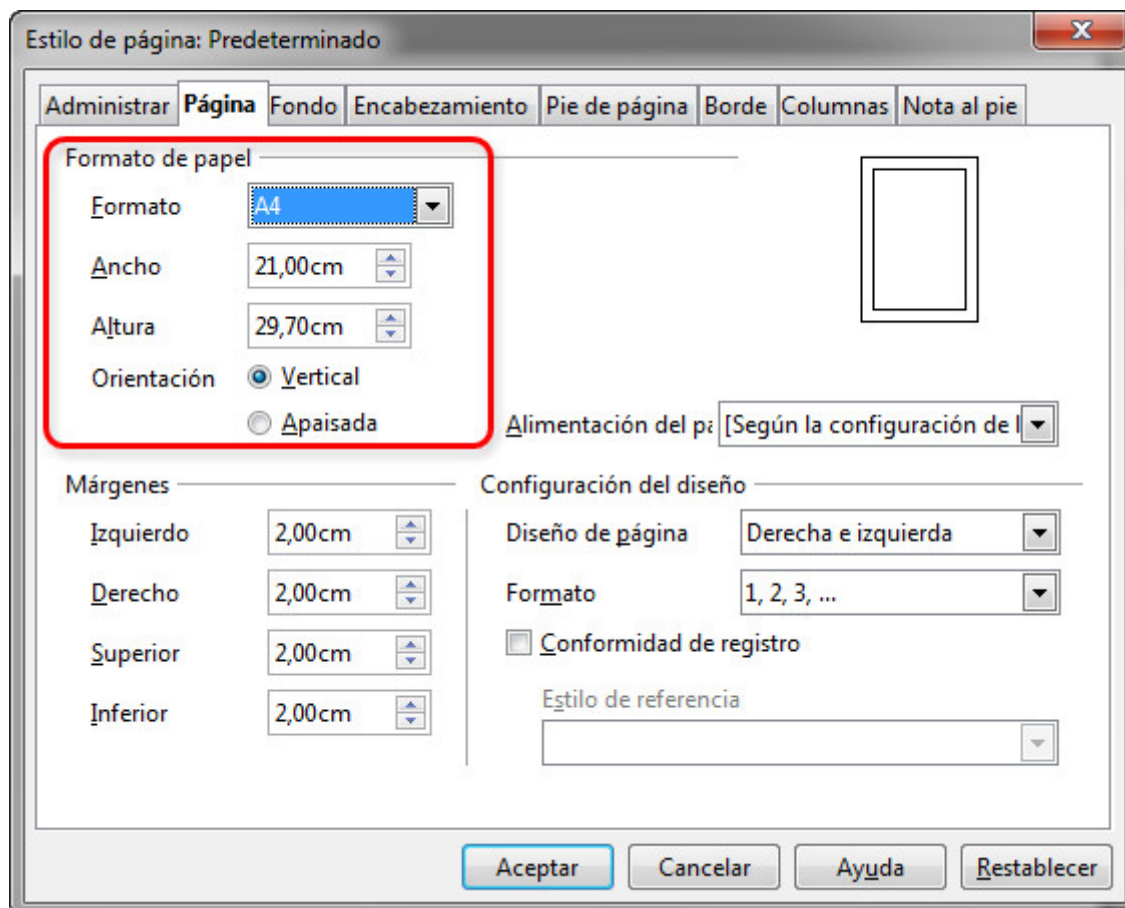 Estilo de página: Predeterminado
Administrar Página Fondo Encabezamiento Pie de página Borde Columnas Nota al pie
Formato de papel
Formato A4
Ancho 21,00cm
Altura 29,70cm
Orientación Vertical
Apaisada
Alimentación del pa [Según la configuración de l
Márgenes
Izquierdo 2,00cm
Derecho 2,00cm
Superior 2,00cm
Inferior 2,00cm
Configuración del diseño
Diseño de página Derecha e izquierda
Formato 1, 2, 3, ...
Conformidad de registro
Estilo de referencia
Aceptar Cancelar Ayuda Restablecer